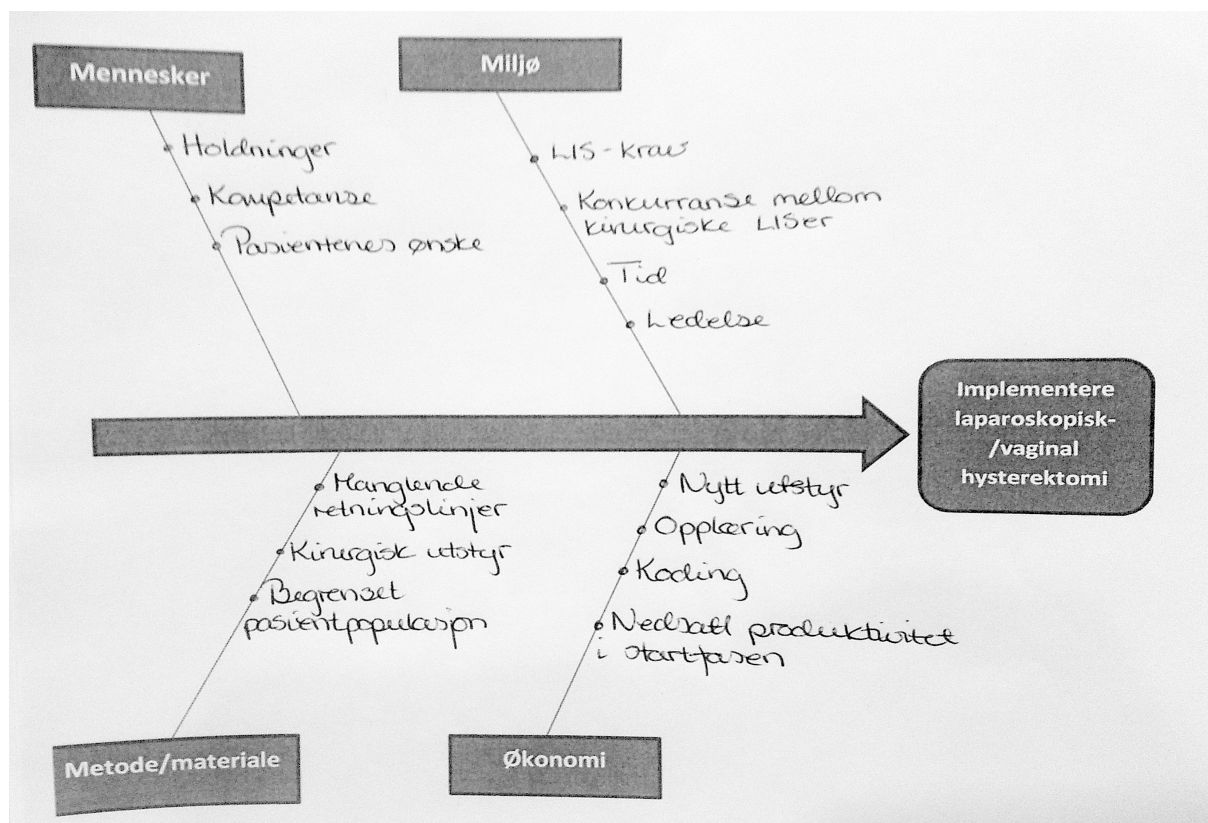 Mennesker
Holdninger
Kompetanse
Pasientenes ønske
Miljø
LIS-krav
Konkurranse mellom
kirurgiske LISer
Tid
Ledelse
Implementere
laparoskopisk-
/vaginal
hysterektomi
Manglende
retningslinjer
Kirurgisk utstyr
Begrenset
pasientpopulasjon
Metode/materiale
Nytt utstyr
Opplæring
Koding
Nedsatt produktivitet
i startfasen
Økonomi